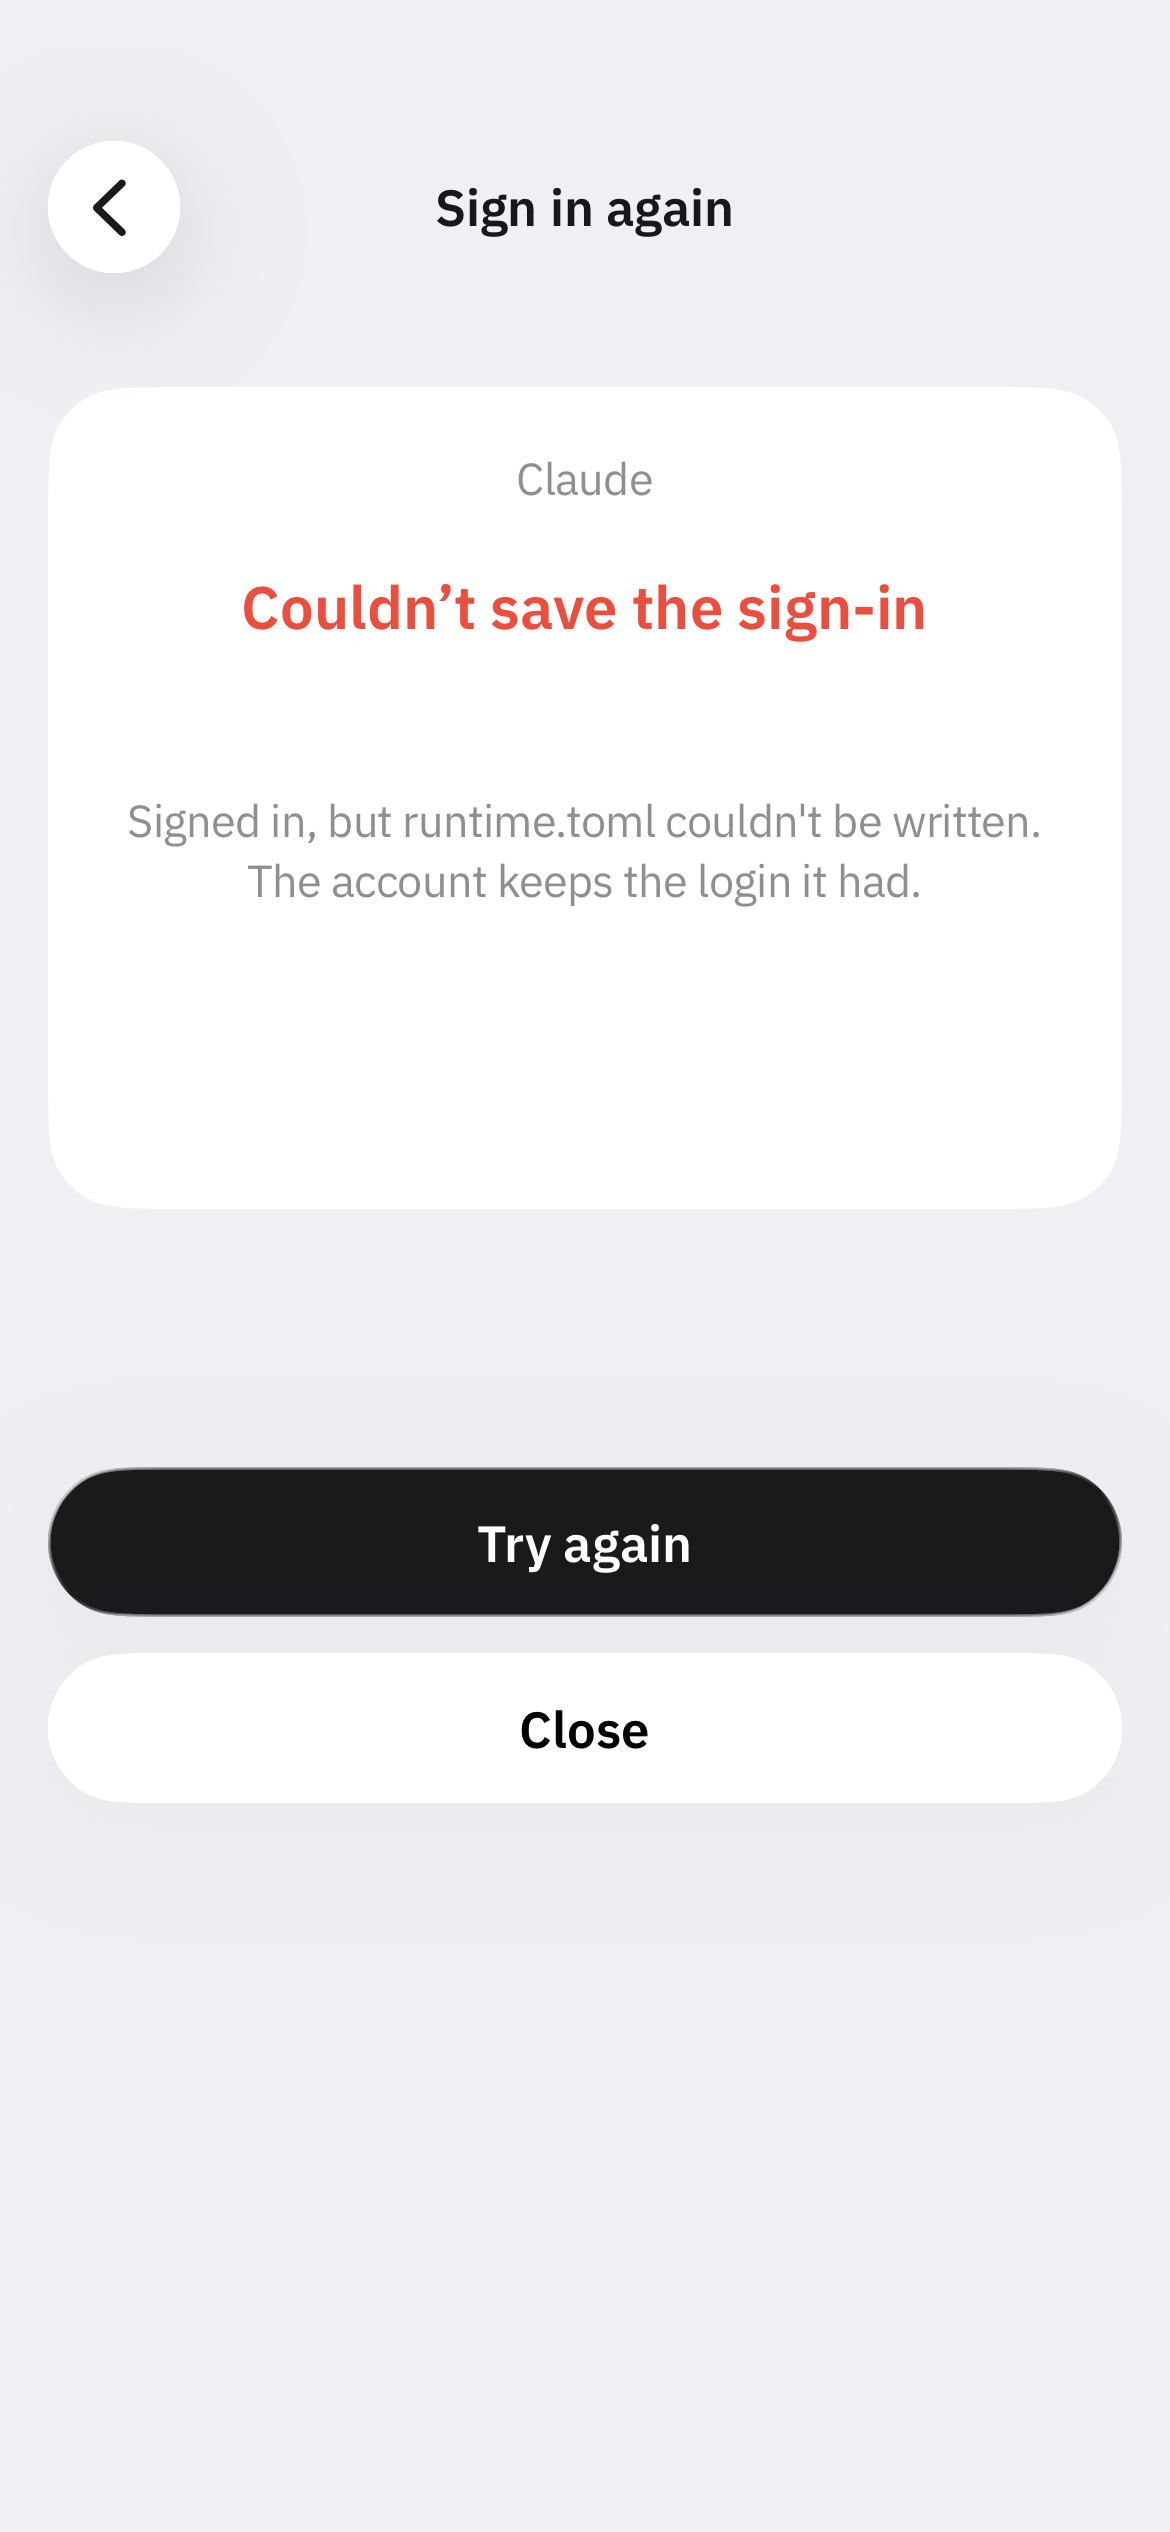 Sign in again
Claude
Couldn’t save the sign-in
Signed in, but runtime.toml couldn't be written.
The account keeps the login it had.
Try again
Close